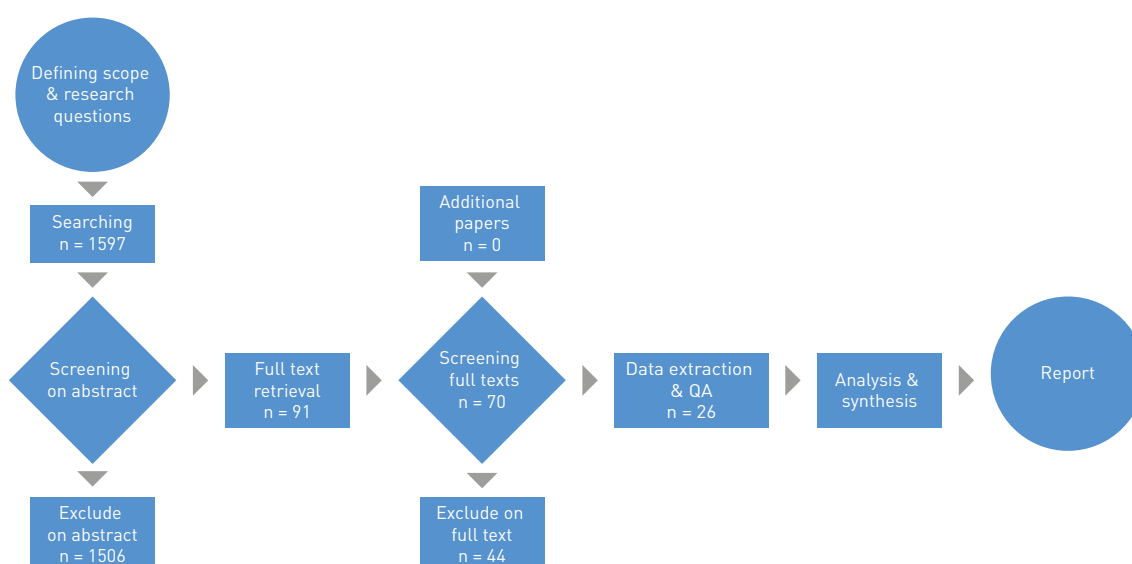 Defining scope
& research
questions
Searching
n = 1597
Screening
on abstract
Exclude
on abstract
n = 1506
Full text
retrieval
n = 91
Additional
papers
n = 0
Screening
full texts
n = 70
Exclude on
full text
n = 44
Data extraction
& QA
n = 26
Analysis &
synthesis
Report